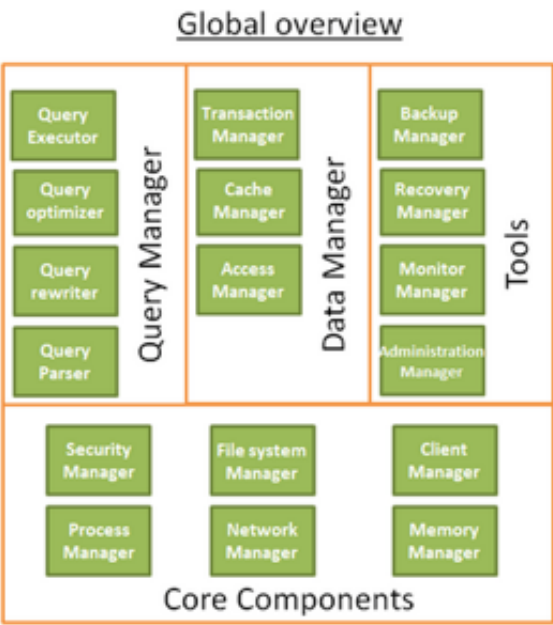 Global overview
Query
Executor
Query
optimizer
Query
rewriter
Query
Parser
Query Manager
Transaction
Manager
Cache
Manager
Access
Manager
Data Manager
Backup
Manager
Recovery
Manager
Monitor
Manager
Administration
Manager
Tools
Security
Manager
File system
Manager
Client
Manager
Process
Manager
Network
Manager
Memory
Manager
Core Components